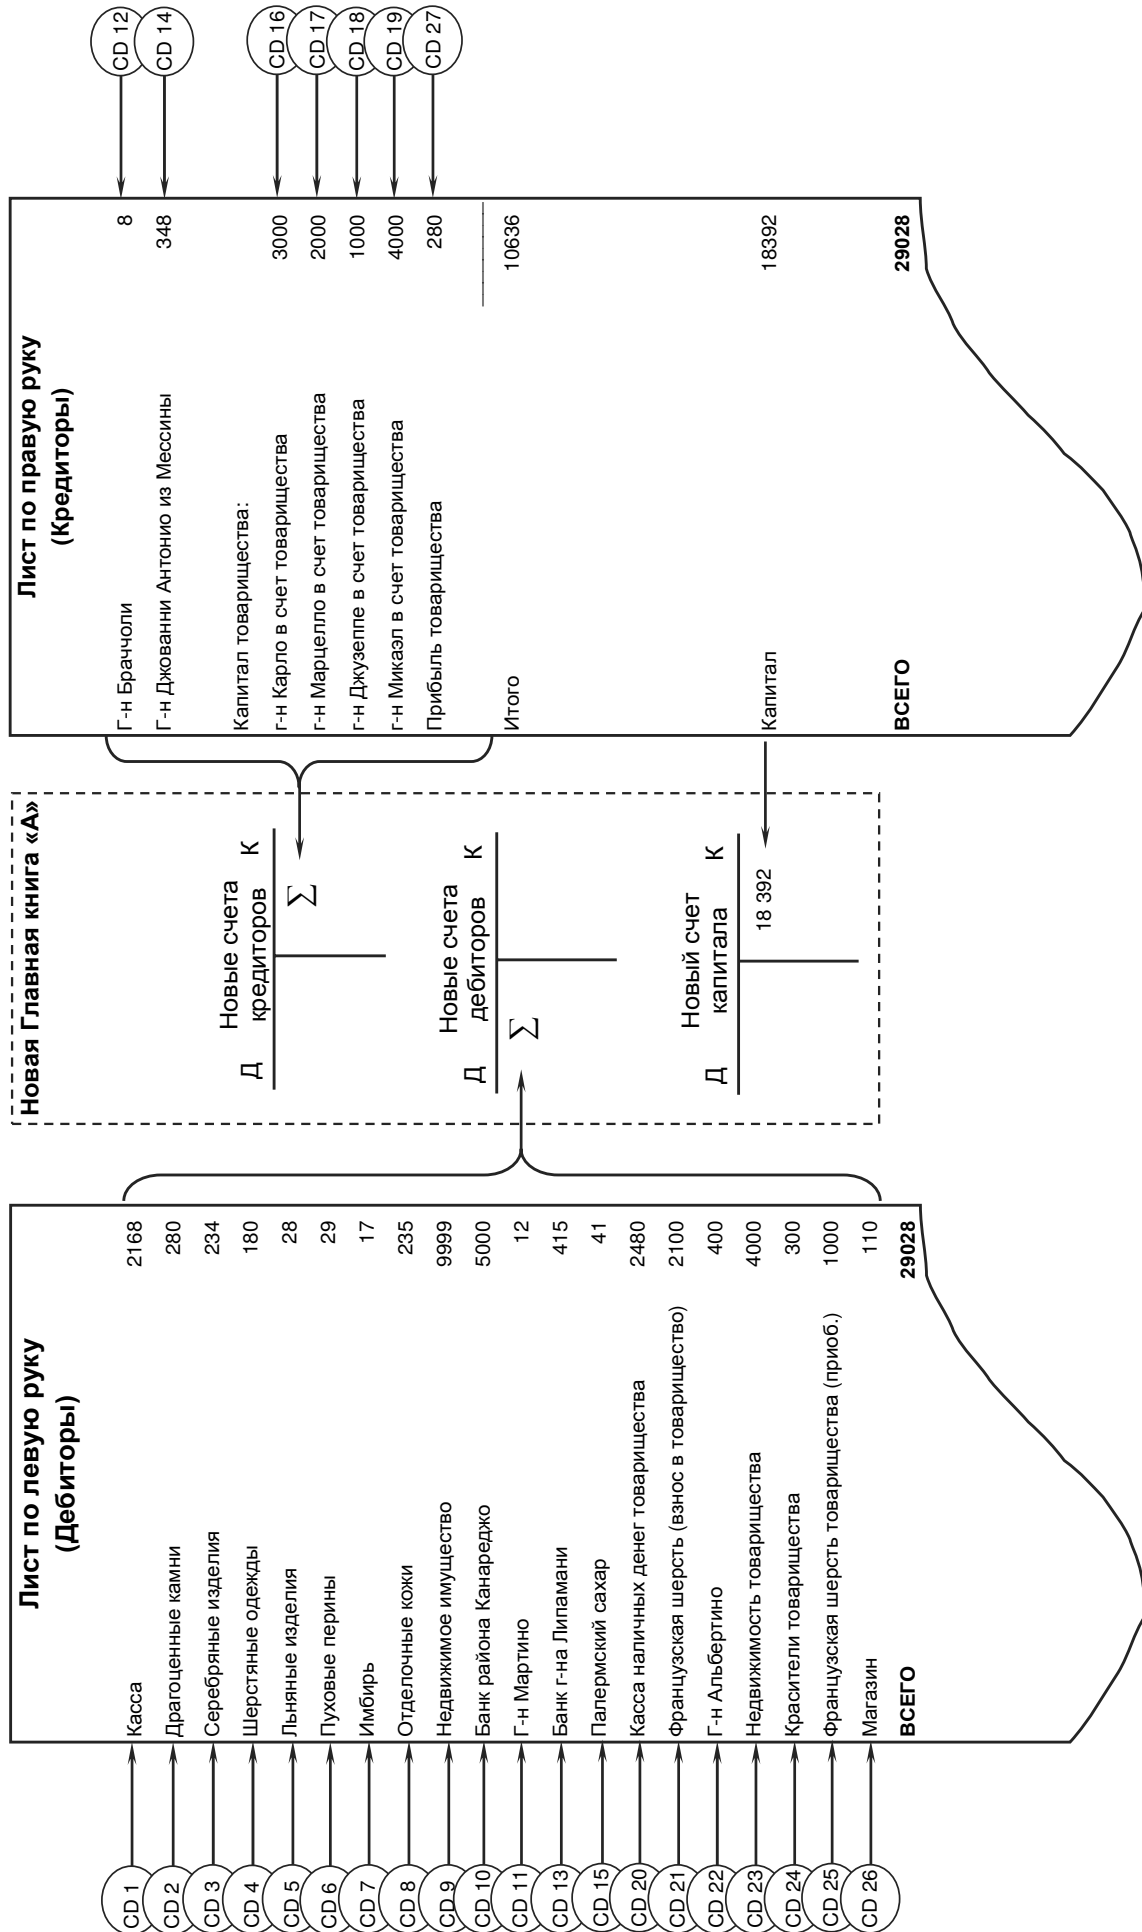 Лист по левую руку
(Дебиторы)
CD 1 Касса 2168
CD 2 Драгоценные камни 280
CD 3 Серебряные изделия 234
CD 4 Шерстяные одежды 180
CD 5 Льняные изделия 28
CD 6 Пуховые перины 29
CD 7 Имбирь 17
CD 8 Отделочные кожи 235
CD 9 Недвижимое имущество 9999
CD 10 Банк района Канареджо 5000
CD 11 Г-н Мартино 12
CD 13 Банк г-на Липамани 415
CD 15 Папермский сахар 41
CD 20 Касса наличных денег товарищества 2480
CD 21 Французская шерсть (взнос в товарищество) 2100
CD 22 Г-н Альбертино 400
CD 23 Недвижимость товарищества 4000
CD 24 Красители товарищества 300
CD 25 Французская шерсть товарищества (приоб.) 1000
CD 26 Магазин 110
ВСЕГО 29028
Новая Главная книга «А»
Новые счета
Д кредиторов К
Σ
Новые счета
Д дебиторов К
Σ
Новый счет
Д капитала К
18 392
Лист по правую руку
(Кредиторы)
Г-н Браччоли 8 CD 12
Г-н Джованни Антонио из Мессины 348 CD 14
Капитал товарищества:
г-н Карло в счет товарищества 3000 CD 16
г-н Марцелло в счет товарищества 2000 CD 17
г-н Джузеппе в счет товарищества 1000 CD 18
г-н Микаэл в счет товарищества 4000 CD 19
Прибыль товарищества 280 CD 27
Итого 10636
Капитал 18392
ВСЕГО 29028